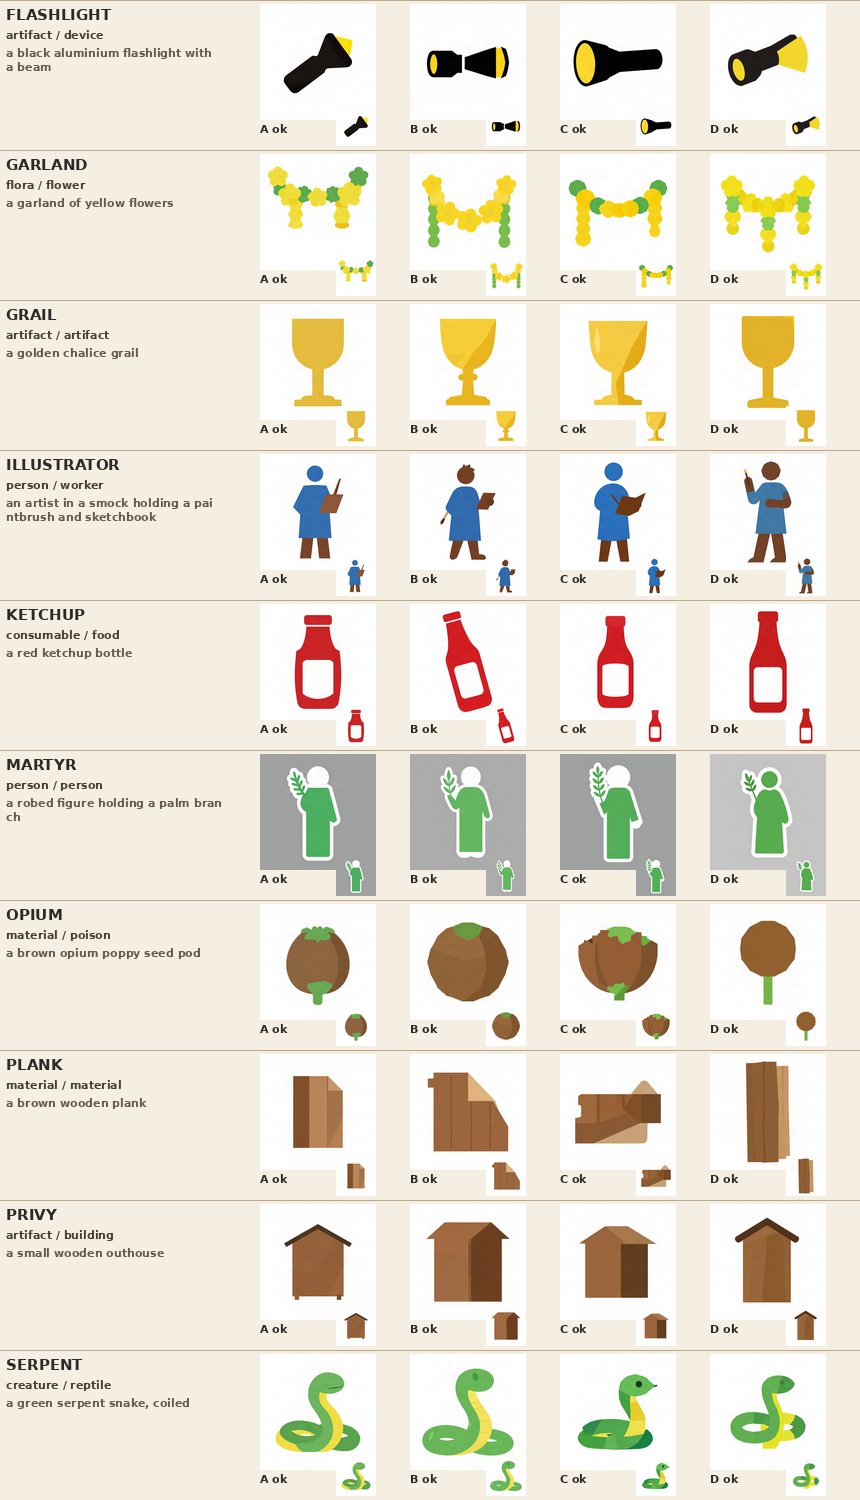 FLASHLIGHT
artifact / device
a black aluminium flashlight with
a beam
A ok
B ok
C ok
D ok
GARLAND
flora / flower
a garland of yellow flowers
A ok
B ok
C ok
D ok
GRAIL
artifact / artifact
a golden chalice grail
A ok
B ok
C ok
D ok
ILLUSTRATOR
person / worker
an artist in a smock holding a pai
ntbrush and sketchbook
A ok
B ok
C ok
D ok
KETCHUP
consumable / food
a red ketchup bottle
A ok
B ok
C ok
D ok
MARTYR
person / person
a robed figure holding a palm bran
ch
A ok
B ok
C ok
D ok
OPIUM
material / poison
a brown opium poppy seed pod
A ok
B ok
C ok
D ok
PLANK
material / material
a brown wooden plank
A ok
B ok
C ok
D ok
PRIVY
artifact / building
a small wooden outhouse
A ok
B ok
C ok
D ok
SERPENT
creature / reptile
a green serpent snake, coiled
A ok
B ok
C ok
D ok